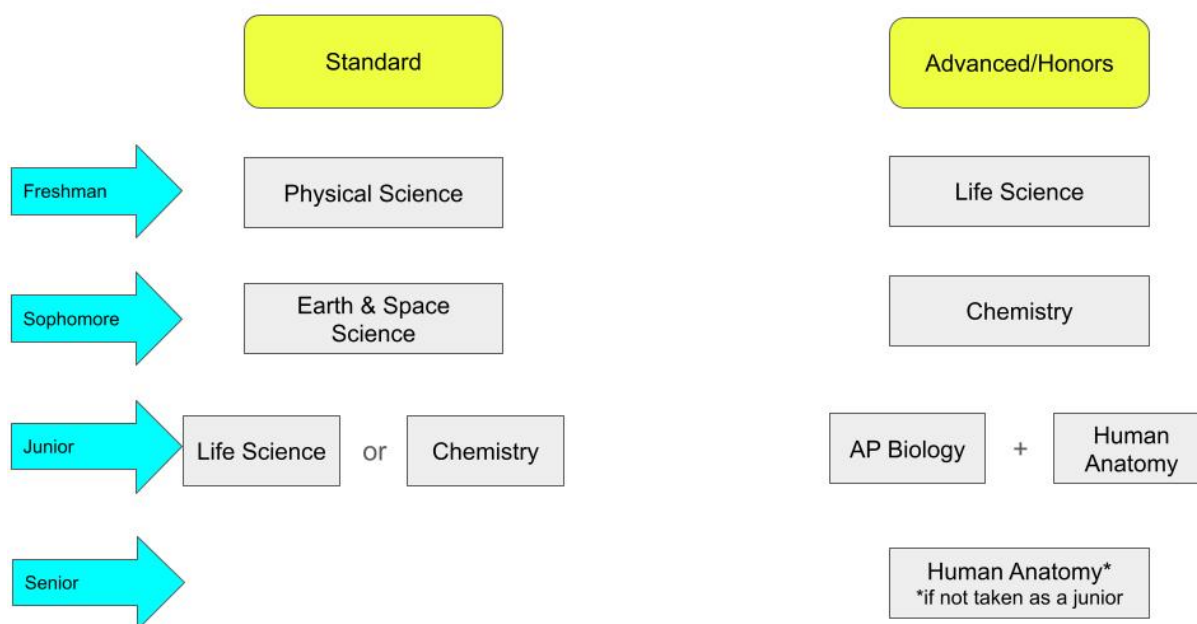 Standard
Advanced/Honors
Freshman
Physical Science
Life Science
Sophomore
Earth & Space
Science
Chemistry
Junior
Life Science
or
Chemistry
AP Biology
+
Human
Anatomy
Senior
Human Anatomy*
*if not taken as a junior